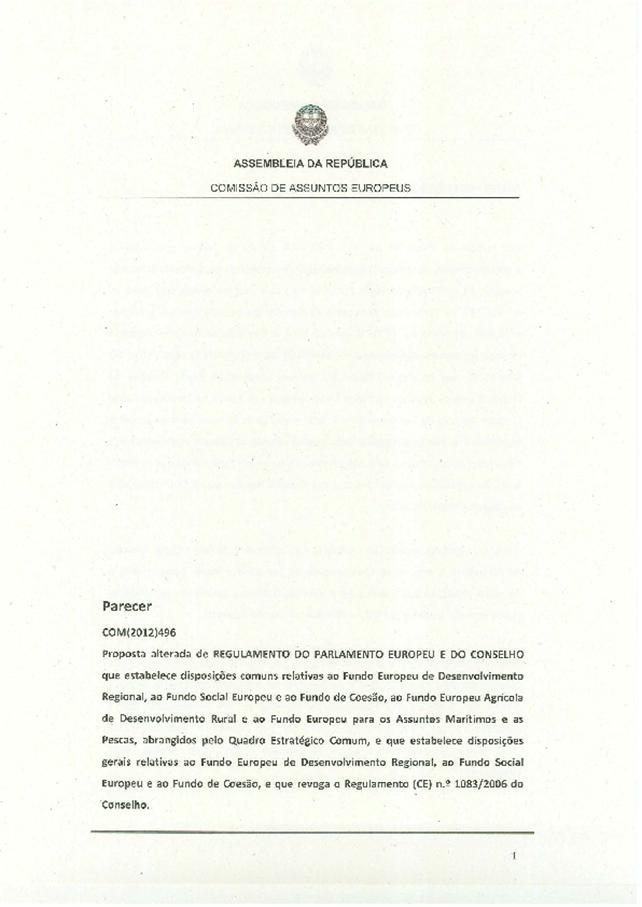 ASSEMBLEIA DA REPÚBLICA
COMISSÃO DE ASSUNTOS EUROPEUS
Parecer
COM(2012)496
Proposta alterada de REGULAMENTO DO PARLAMENTO EUROPEU E DO CONSELHO
que estabelece disposições comuns relativas ao Fundo Europeu de Desenvolvimento
Regional, ao Fundo Social Europeu e ao Fundo de Coesão, ao Fundo Europeu Agrícola
de Desenvolvimento Rural e ao Fundo Europeu para os Assuntos Marítimos e as
Pescas, abrangidos pelo Quadro Estratégico Comum, e que estabelece disposições
gerais relativas ao Fundo Europeu de Desenvolvimento Regional, ao Fundo Social
Europeu e ao Fundo de Coesão, e que revoga o Regulamento (CE) n.º 1083/2006 do
Conselho.
1